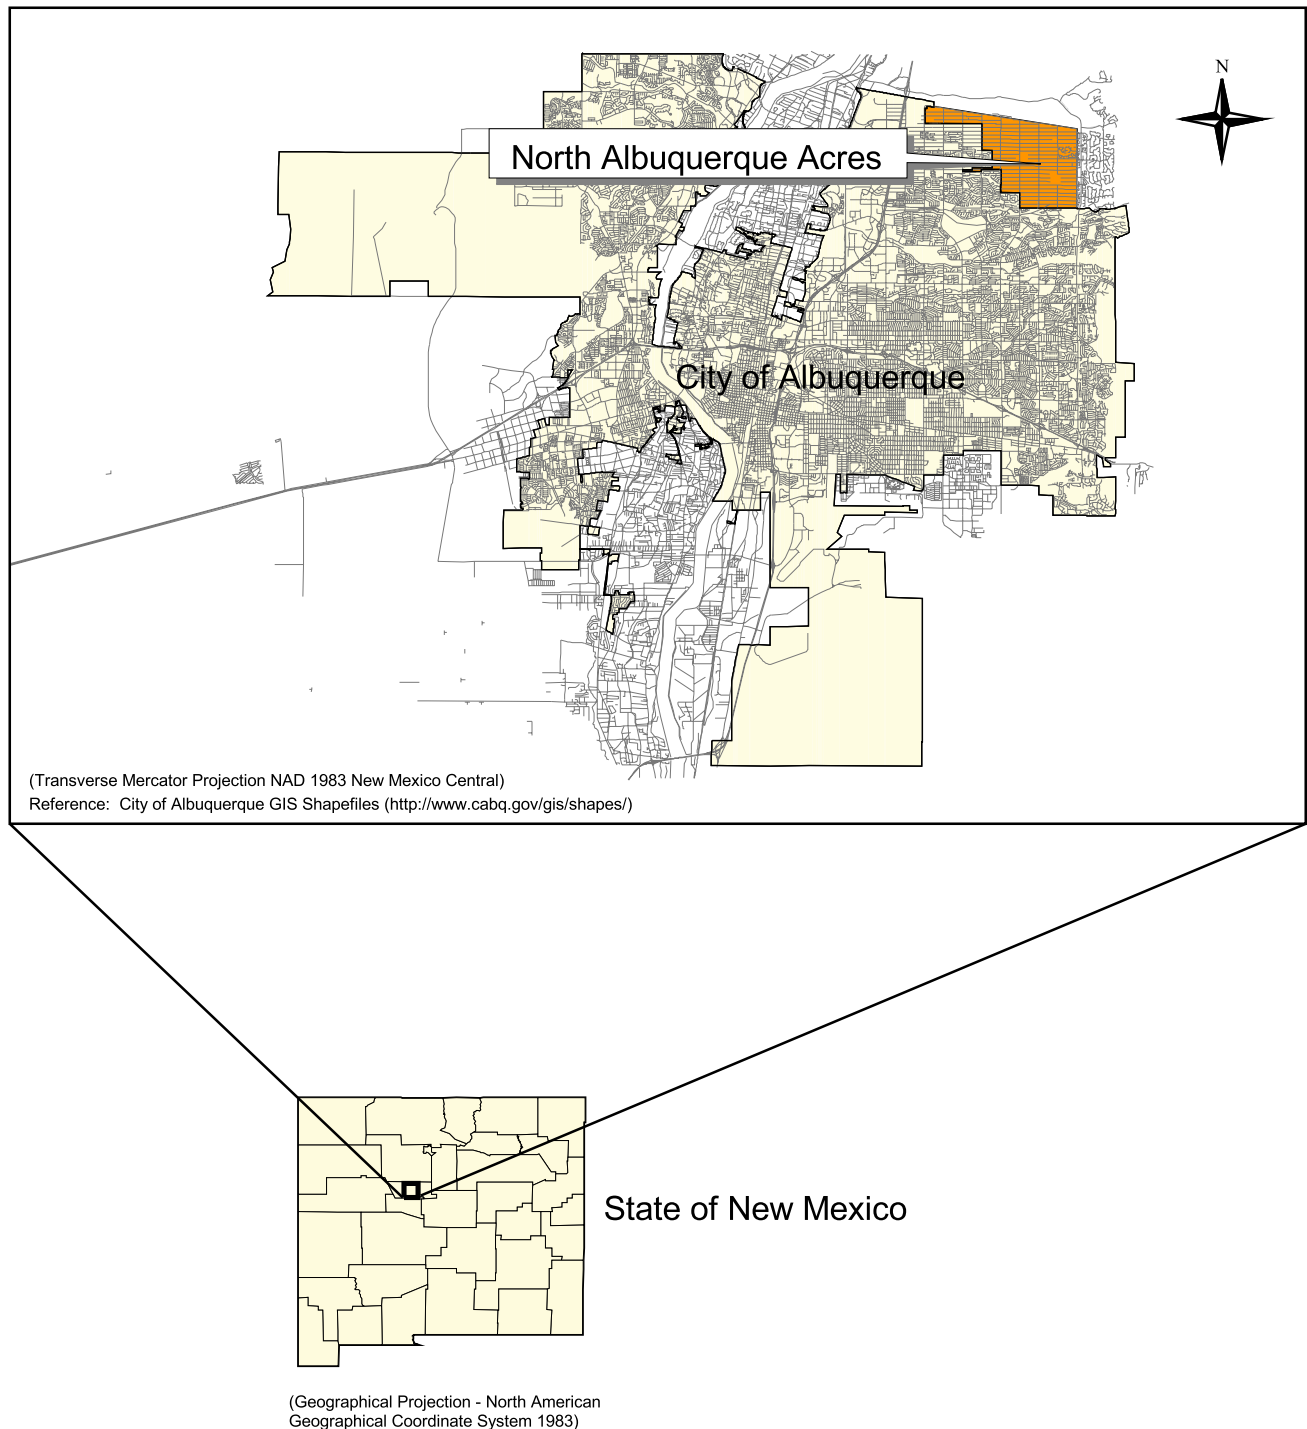 N
North Albuquerque Acres
City of Albuquerque
(Transverse Mercator Projection NAD 1983 New Mexico Central)
Reference:  City of Albuquerque GIS Shapefiles (http://www.cabq.gov/gis/shapes/)
State of New Mexico
(Geographical Projection - North American
Geographical Coordinate System 1983)